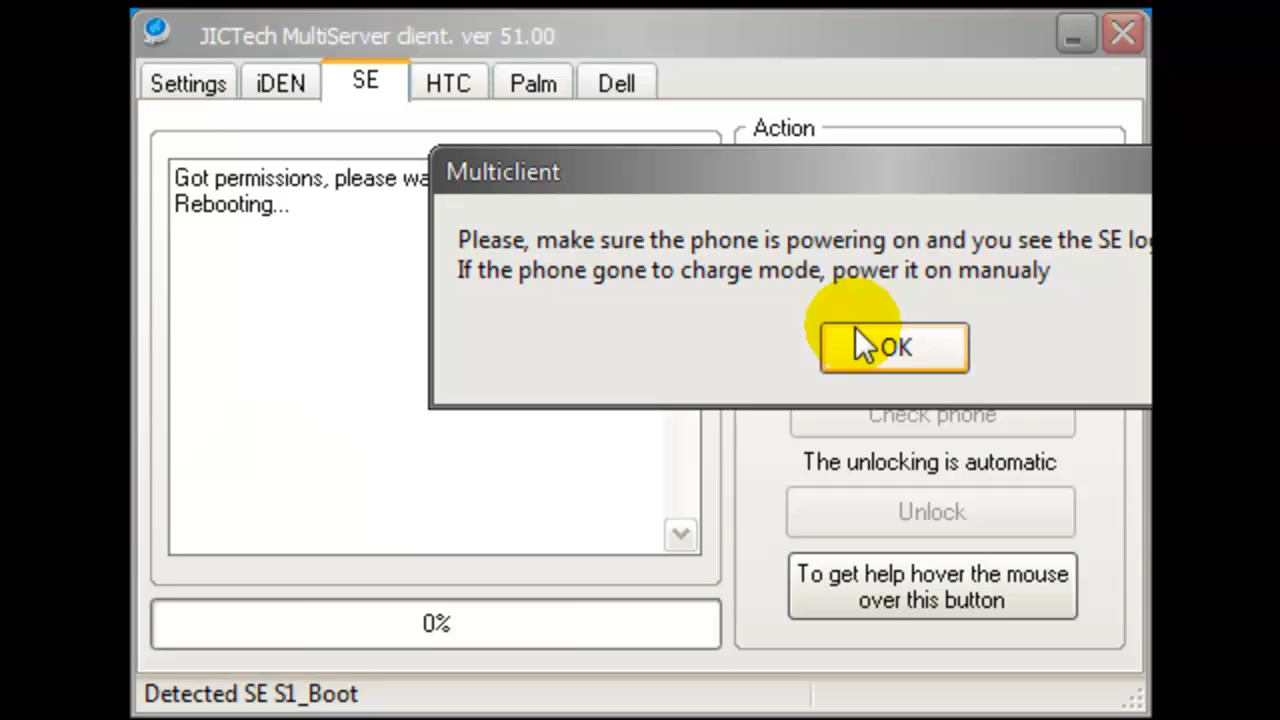 JICTech MultiServer client. ver 51.00
Settings iDEN SE HTC Palm Dell
Action
Got permissions, please wa
Rebooting...
Multiclient
Please, make sure the phone is powering on and you see the SE lo
If the phone gone to charge mode, power it on manualy
OK
Check phone
The unlocking is automatic
Unlock
To get help hover the mouse
over this button
0%
Detected SE S1_Boot